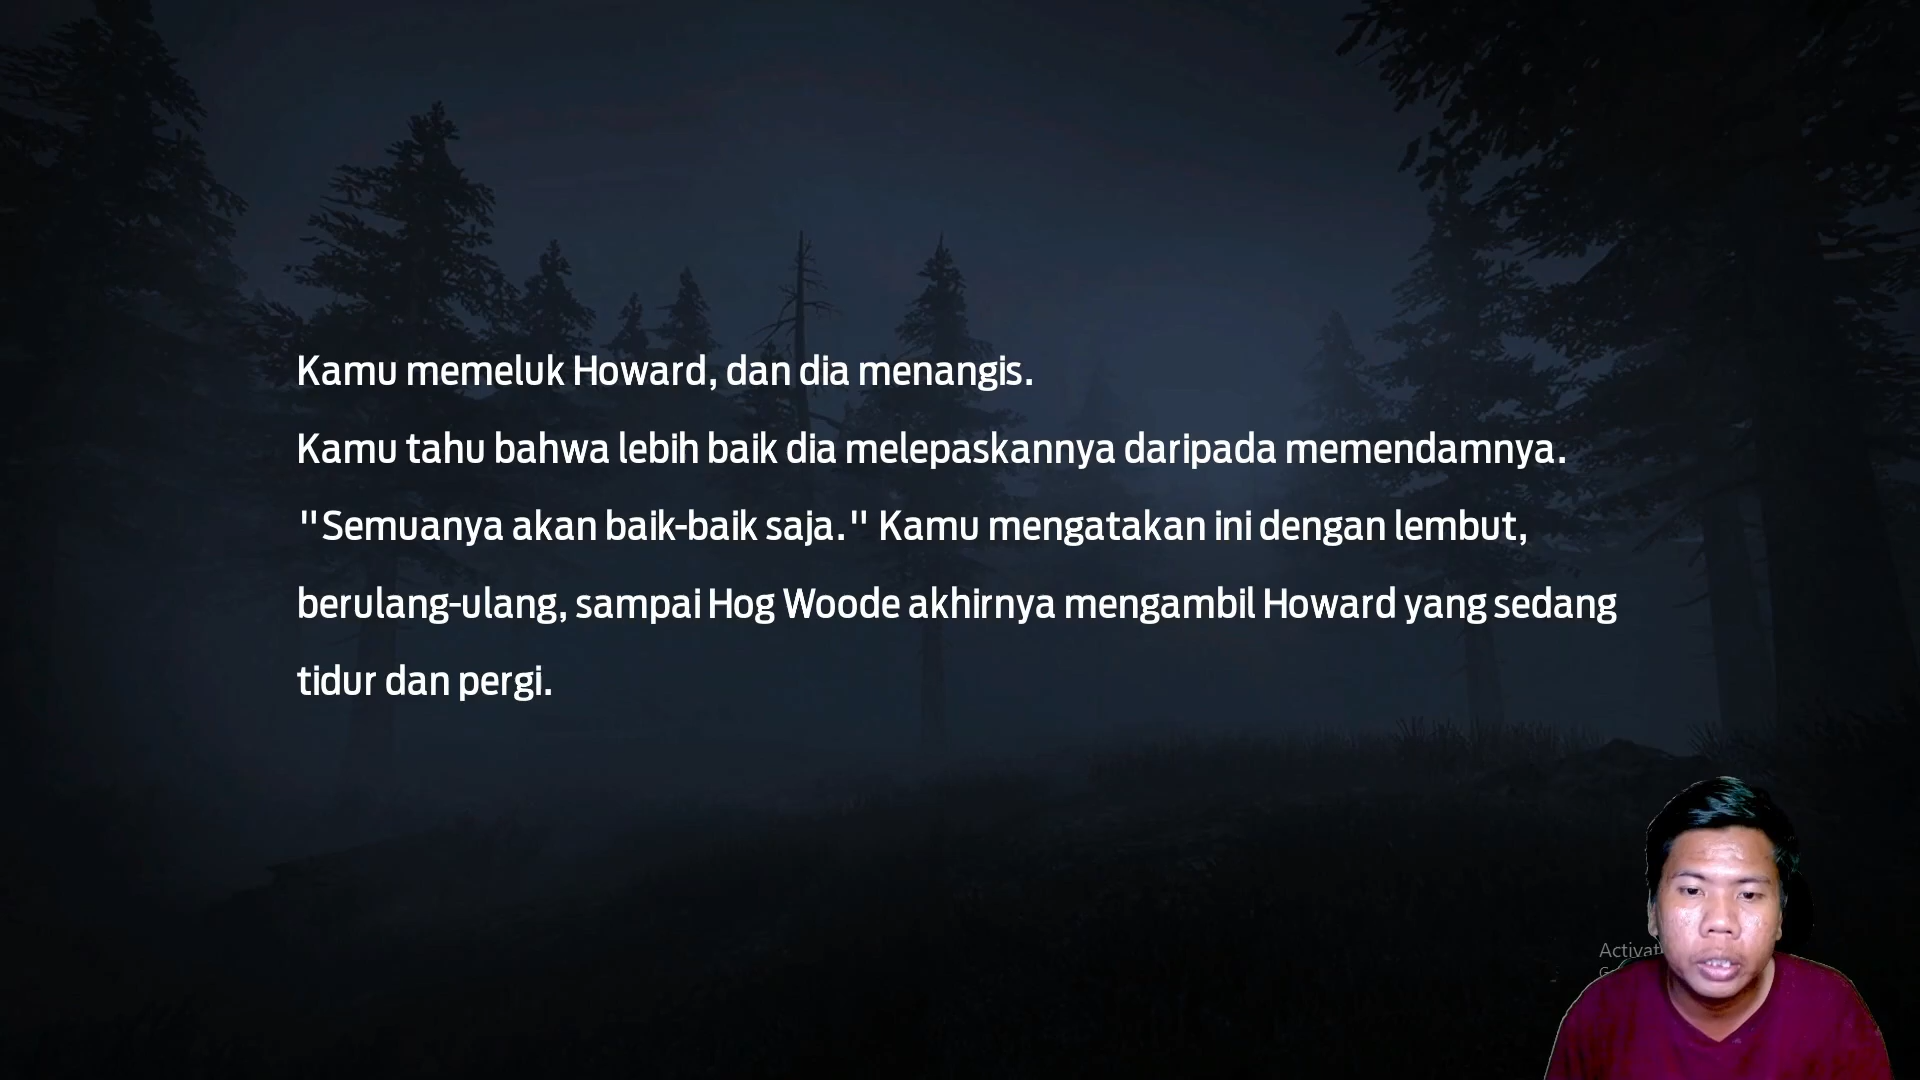 Kamu memeluk Howard, dan dia menangis.
Kamu tahu bahwa lebih baik dia melepaskannya daripada memendamnya.
"Semuanya akan baik-baik saja." Kamu mengatakan ini dengan lembut,
berulang-ulang, sampai Hog Woode akhirnya mengambil Howard yang sedang
tidur dan pergi.